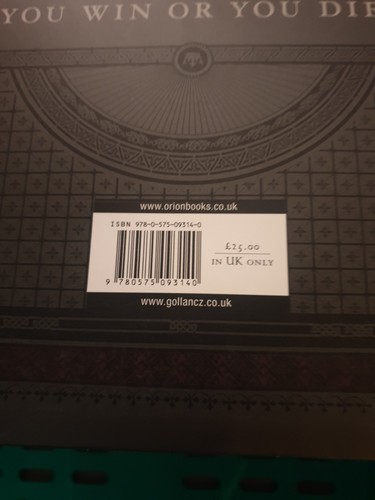 YOU WIN OR YOU DIE
www.orionbooks.co.uk
ISBN 978-0-575-09314-0
9 780575 093140
£25.00
IN UK ONLY
www.gollancz.co.uk